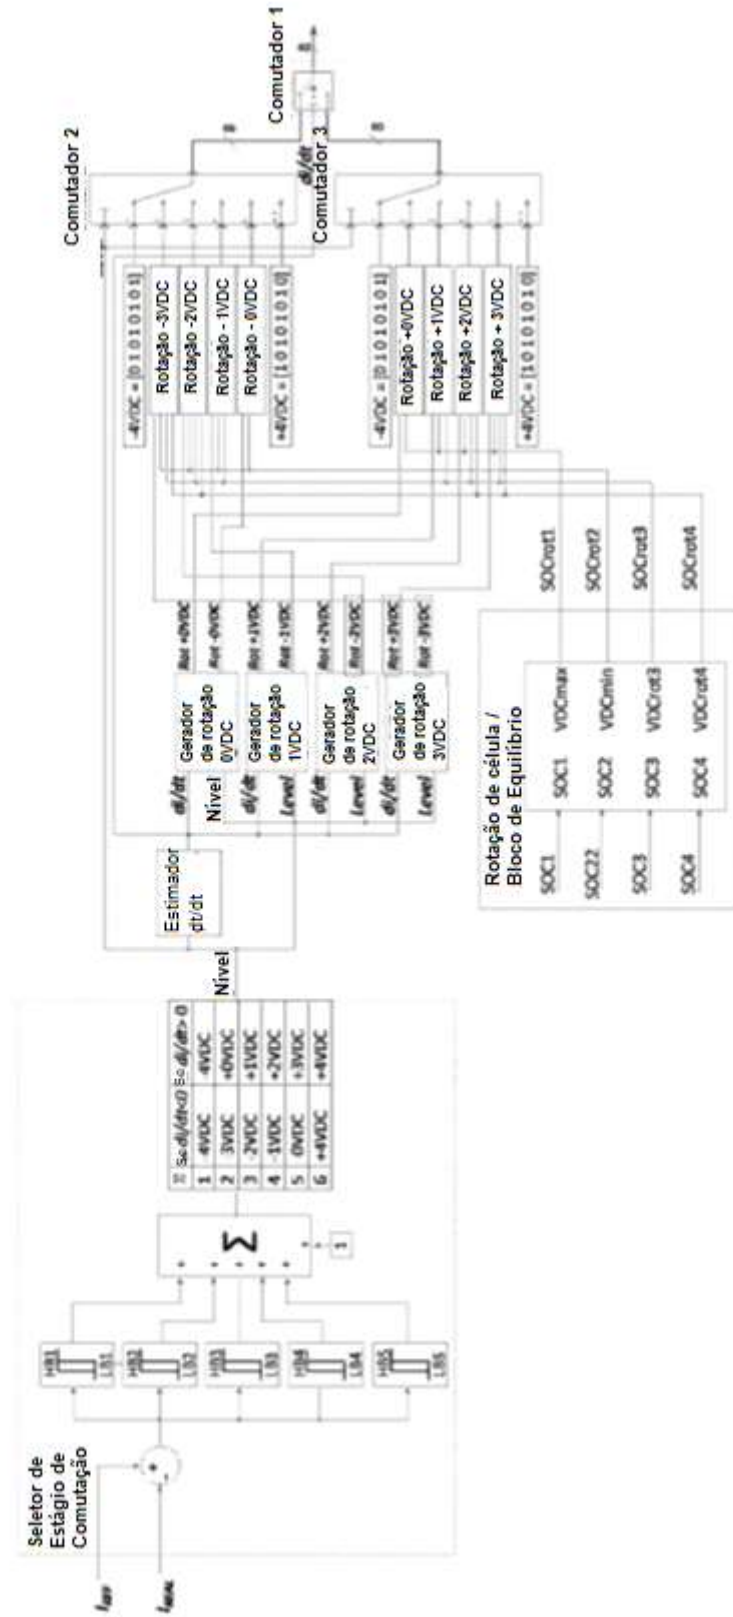 Seletor de
Estágio de
Comutação
I_REF
I_REAL
HB1
LB1
HB2
LB2
HB3
LB3
HB4
LB4
HB5
LB5
Σ
1
Se di/dt<0 Se di/dt>0
1 -4VDC -4VDC
2 3VDC +0VDC
3 -2VDC +1VDC
4 -1VDC +2VDC
5 0VDC +3VDC
6 +4VDC +4VDC
Nível
Estimador
dt/dt
di/dt
Nível
Gerador
de rotação
0VDC
Rot +0VDC
Rot -0VDC
di/dt
Level
Gerador
de rotação
1VDC
Rot +1VDC
Rot -1VDC
di/dt
Level
Gerador
de rotação
2VDC
Rot +2VDC
Rot -2VDC
di/dt
Level
Gerador
de rotação
3VDC
Rot +3VDC
Rot -3VDC
Rotação de célula /
Bloco de Equilíbrio
SOC1
SOC22
SOC3
SOC4
SOC1 VDCmax
SOC2 VDCmin
SOC3 VDCrot3
SOC4 VDCrot4
SOCrot1
SOCrot2
SOCrot3
SOCrot4
-4VDC = [0 1 0 1 0 1 0 1]
Rotação -3VDC
Rotação -2VDC
Rotação - 1VDC
Rotação - 0VDC
+4VDC = [1 0 1 0 1 0 1 0]
-4VDC = [0 1 0 1 0 1 0 1]
Rotação +0VDC
Rotação +1VDC
Rotação +2VDC
Rotação + 3VDC
+4VDC = [1 0 1 0 1 0 1 0]
Comutador 2
Comutador 3
di/dt
8
8
Comutador 1
8